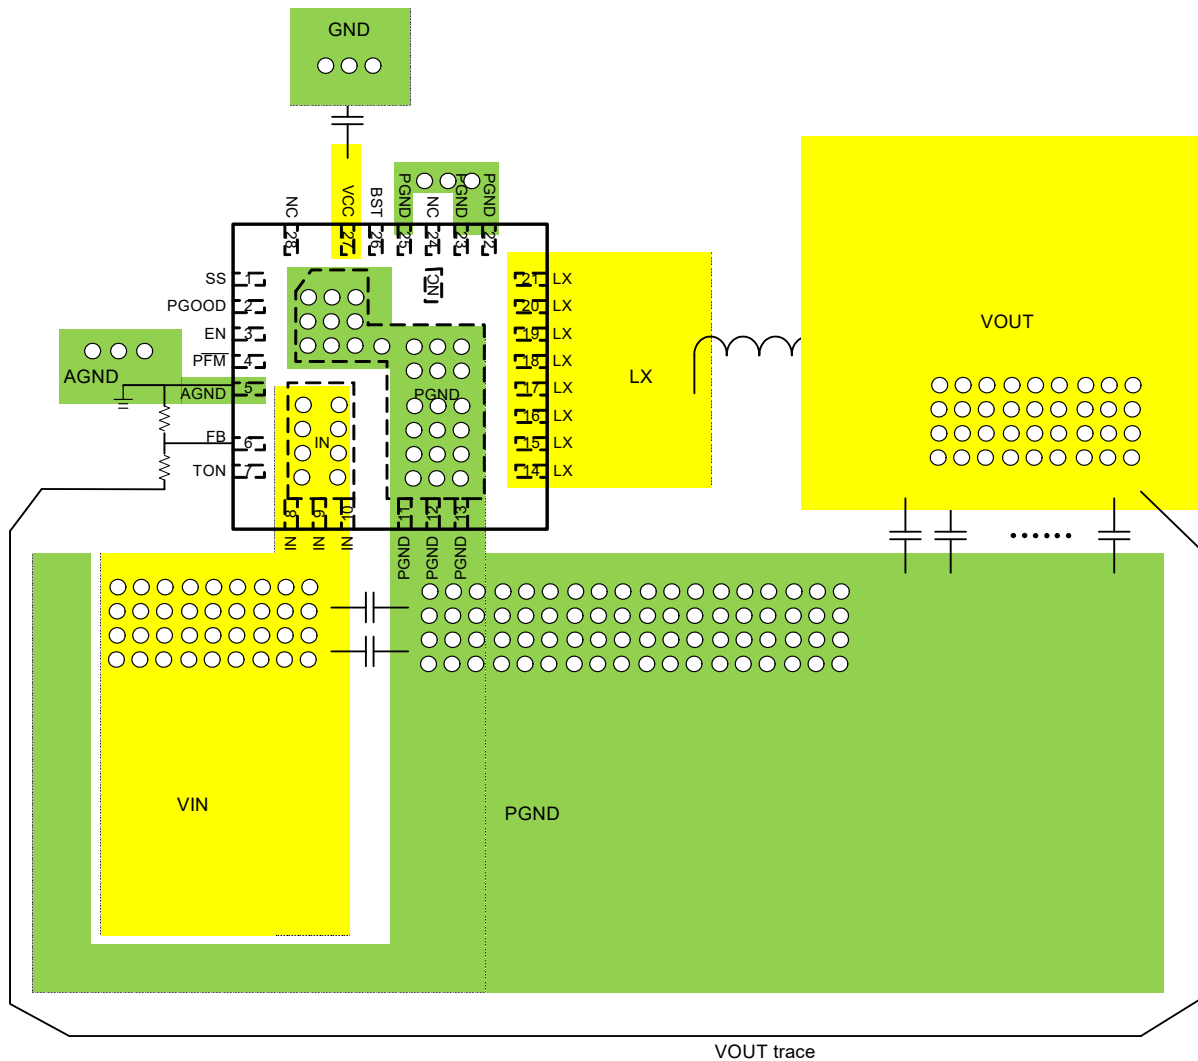 GND
NC 28
VCC 27
BST 26
PGND 25
NC 24
PGND 23
PGND 22
SS 1
PGOOD 2
EN 3
PFM 4
AGND
AGND 5
FB 6
TON 7
NC
21 LX
20 LX
19 LX
18 LX
17 LX
16 LX
15 LX
14 LX
LX
VOUT
PGND
IN
8 IN
9 IN
10 IN
PGND 11
PGND 12
PGND 13
VIN
PGND
VOUT trace